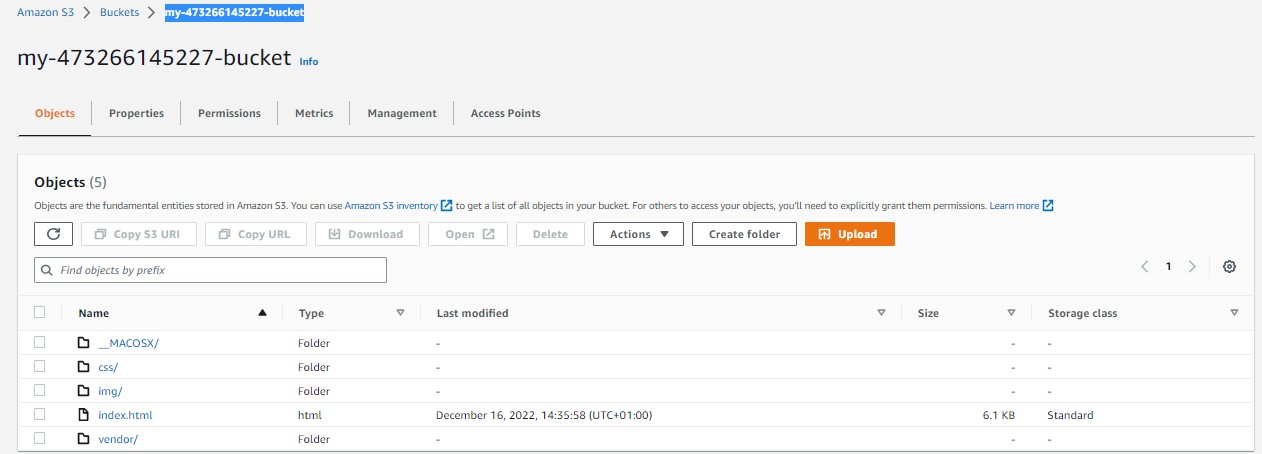 Amazon S3 > Buckets > my-473266145227-bucket
my-473266145227-bucket Info
Objects Properties Permissions Metrics Management Access Points
Objects (5)
Objects are the fundamental entities stored in Amazon S3. You can use Amazon S3 inventory to get a list of all objects in your bucket. For others to access your objects, you'll need to explicitly grant them permissions. Learn more
Copy S3 URI Copy URL Download Open Delete Actions Create folder Upload
Find objects by prefix
1
Name Type Last modified Size Storage class
__MACOSX/ Folder - - -
css/ Folder - - -
img/ Folder - - -
index.html html December 16, 2022, 14:35:58 (UTC+01:00) 6.1 KB Standard
vendor/ Folder - - -